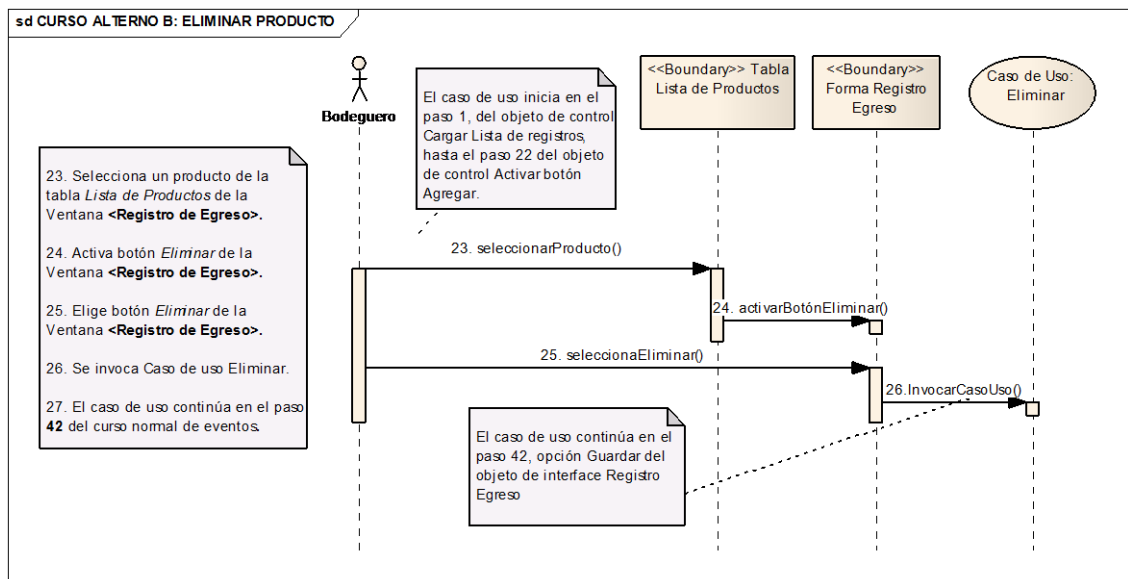 sd CURSO ALTERNO B: ELIMINAR PRODUCTO
Bodeguero
El caso de uso inicia en el
paso 1, del objeto de control
Cargar Lista de registros,
hasta el paso 22 del objeto
de control Activar botón
Agregar.
<<Boundary>> Tabla
Lista de Productos
<<Boundary>>
Forma Registro
Egreso
Caso de Uso:
Eliminar
23. Selecciona un producto de la
tabla Lista de Productos de la
Ventana <Registro de Egreso>.
24. Activa botón Eliminar de la
Ventana <Registro de Egreso>.
25. Elige botón Eliminar de la
Ventana <Registro de Egreso>.
26. Se invoca Caso de uso Eliminar.
27. El caso de uso continúa en el paso
42 del curso normal de eventos.
23. seleccionarProducto()
24. activarBotónEliminar()
25. seleccionaEliminar()
26.InvocarCasoUso()
El caso de uso continúa en el
paso 42, opción Guardar del
objeto de interface Registro
Egreso